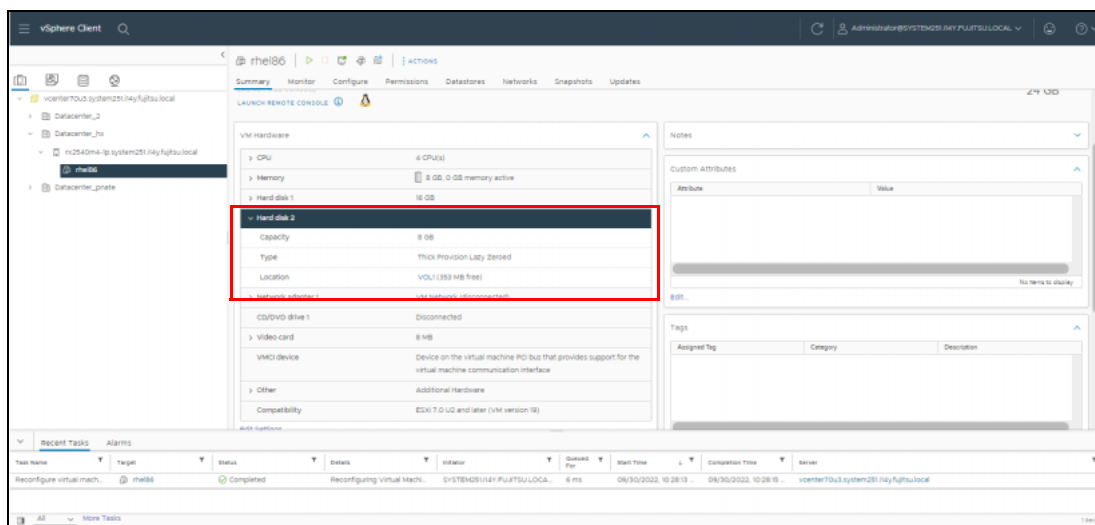 vSphere Client
Administrator@SYSTEM251.I14Y.FUJITSU.LOCAL
rhel86
ACTIONS
Summary Monitor Configure Permissions Datastores Networks Snapshots Updates
vcenter70u3.system251.i14y.fujitsu.local
Datacenter_2
Datacenter_hx
rx2540m4-lp.system251.i14y.fujitsu.local
rhel86
Datacenter_pnate
LAUNCH REMOTE CONSOLE
24 GB
VM Hardware
CPU 4 CPU(s)
Memory 8 GB, 0 GB memory active
Hard disk 1 16 GB
Hard disk 2
Capacity 8 GB
Type Thick Provision Lazy Zeroed
Location VOL1 (353 MB free)
Network adapter 1 VM Network (disconnected)
CD/DVD drive 1 Disconnected
Video card 8 MB
VMCI device Device on the virtual machine PCI bus that provides support for the
virtual machine communication interface
Other Additional Hardware
Compatibility ESXi 7.0 U2 and later (VM version 19)
Edit Settings...
Notes
Custom Attributes
Attribute Value
No items to display
Edit...
Tags
Assigned Tag Category Description
Recent Tasks Alarms
Task Name Target Status Details Initiator Queued For Start Time Completion Time Server
Reconfigure virtual mach... rhel86 Completed Reconfiguring Virtual Machi... SYSTEM251.I14Y.FUJITSU.LOCA... 6 ms 09/30/2022, 10:28:13 ... 09/30/2022, 10:28:15 ... vcenter70u3.system251.i14y.fujitsu.local
All More Tasks